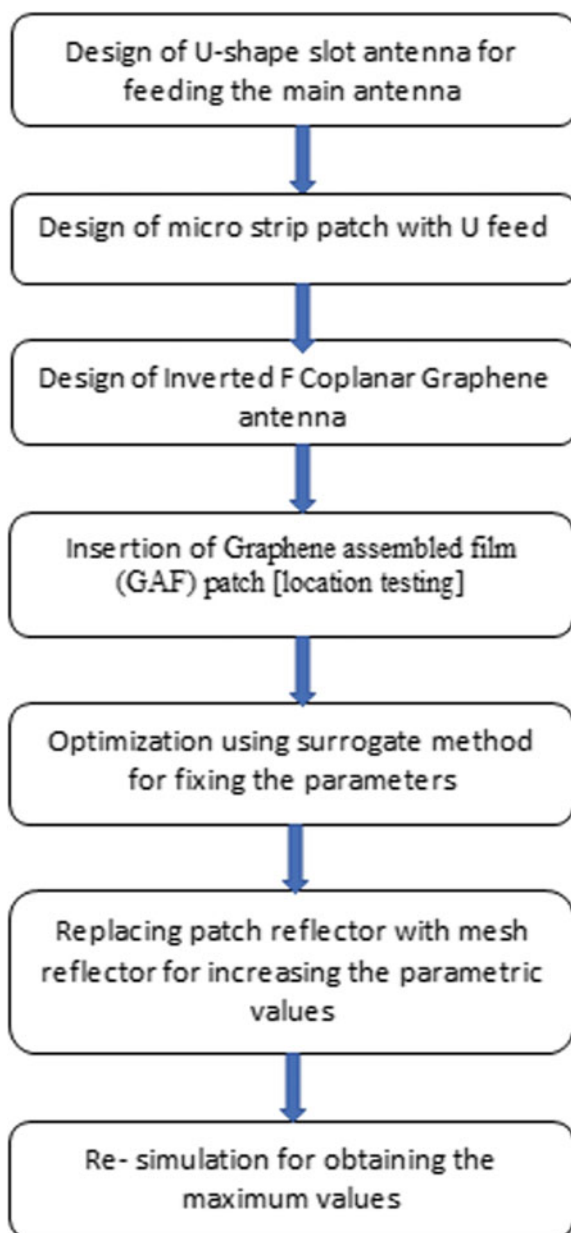 Design of U-shape slot antenna for
feeding the main antenna
Design of micro strip patch with U feed
Design of Inverted F Coplanar Graphene
antenna
Insertion of Graphene assembled film
(GAF) patch [location testing]
Optimization using surrogate method
for fixing the parameters
Replacing patch reflector with mesh
reflector for increasing the parametric
values
Re- simulation for obtaining the
maximum values